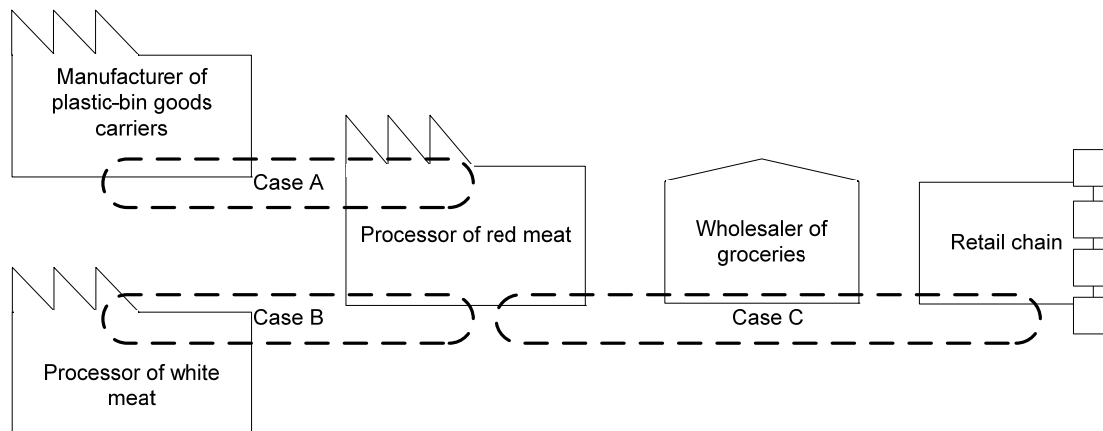 Manufacturer of
plastic-bin goods
carriers
Case A
Processor of red meat
Wholesaler of
groceries
Retail chain
Case B
Case C
Processor of white
meat